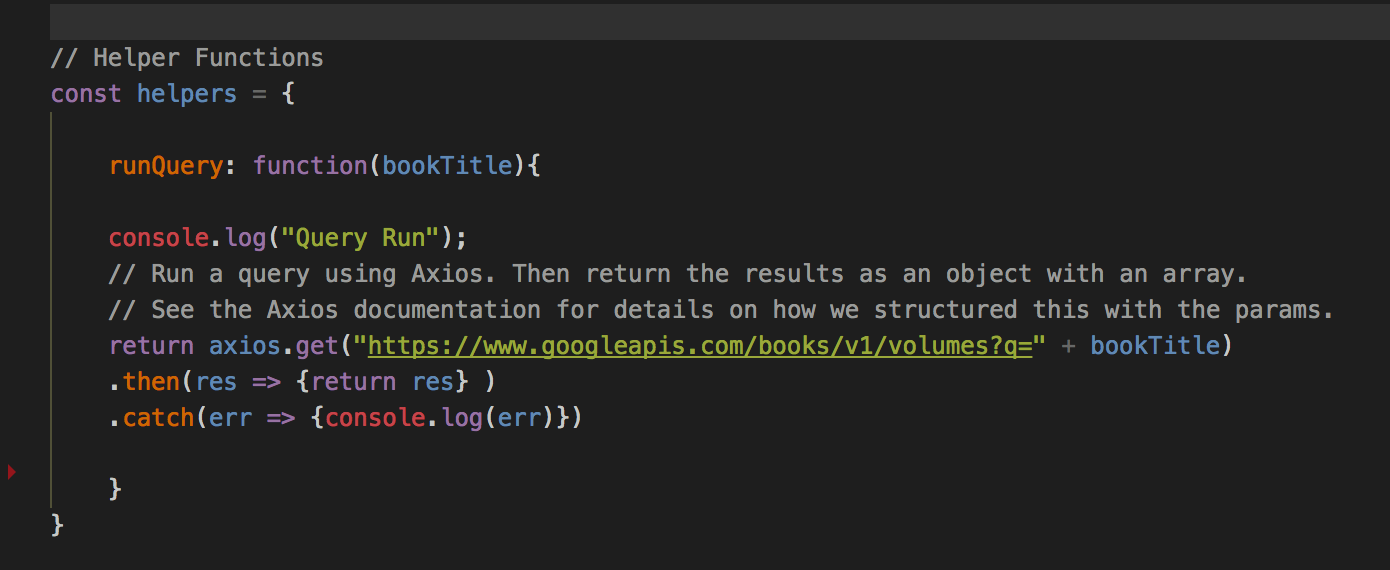 // Helper Functions
const helpers = {
runQuery: function(bookTitle){
console.log("Query Run");
// Run a query using Axios. Then return the results as an object with an array.
// See the Axios documentation for details on how we structured this with the params.
return axios.get("https://www.googleapis.com/books/v1/volumes?q=" + bookTitle)
.then(res => {return res} )
.catch(err => {console.log(err)})
}
}